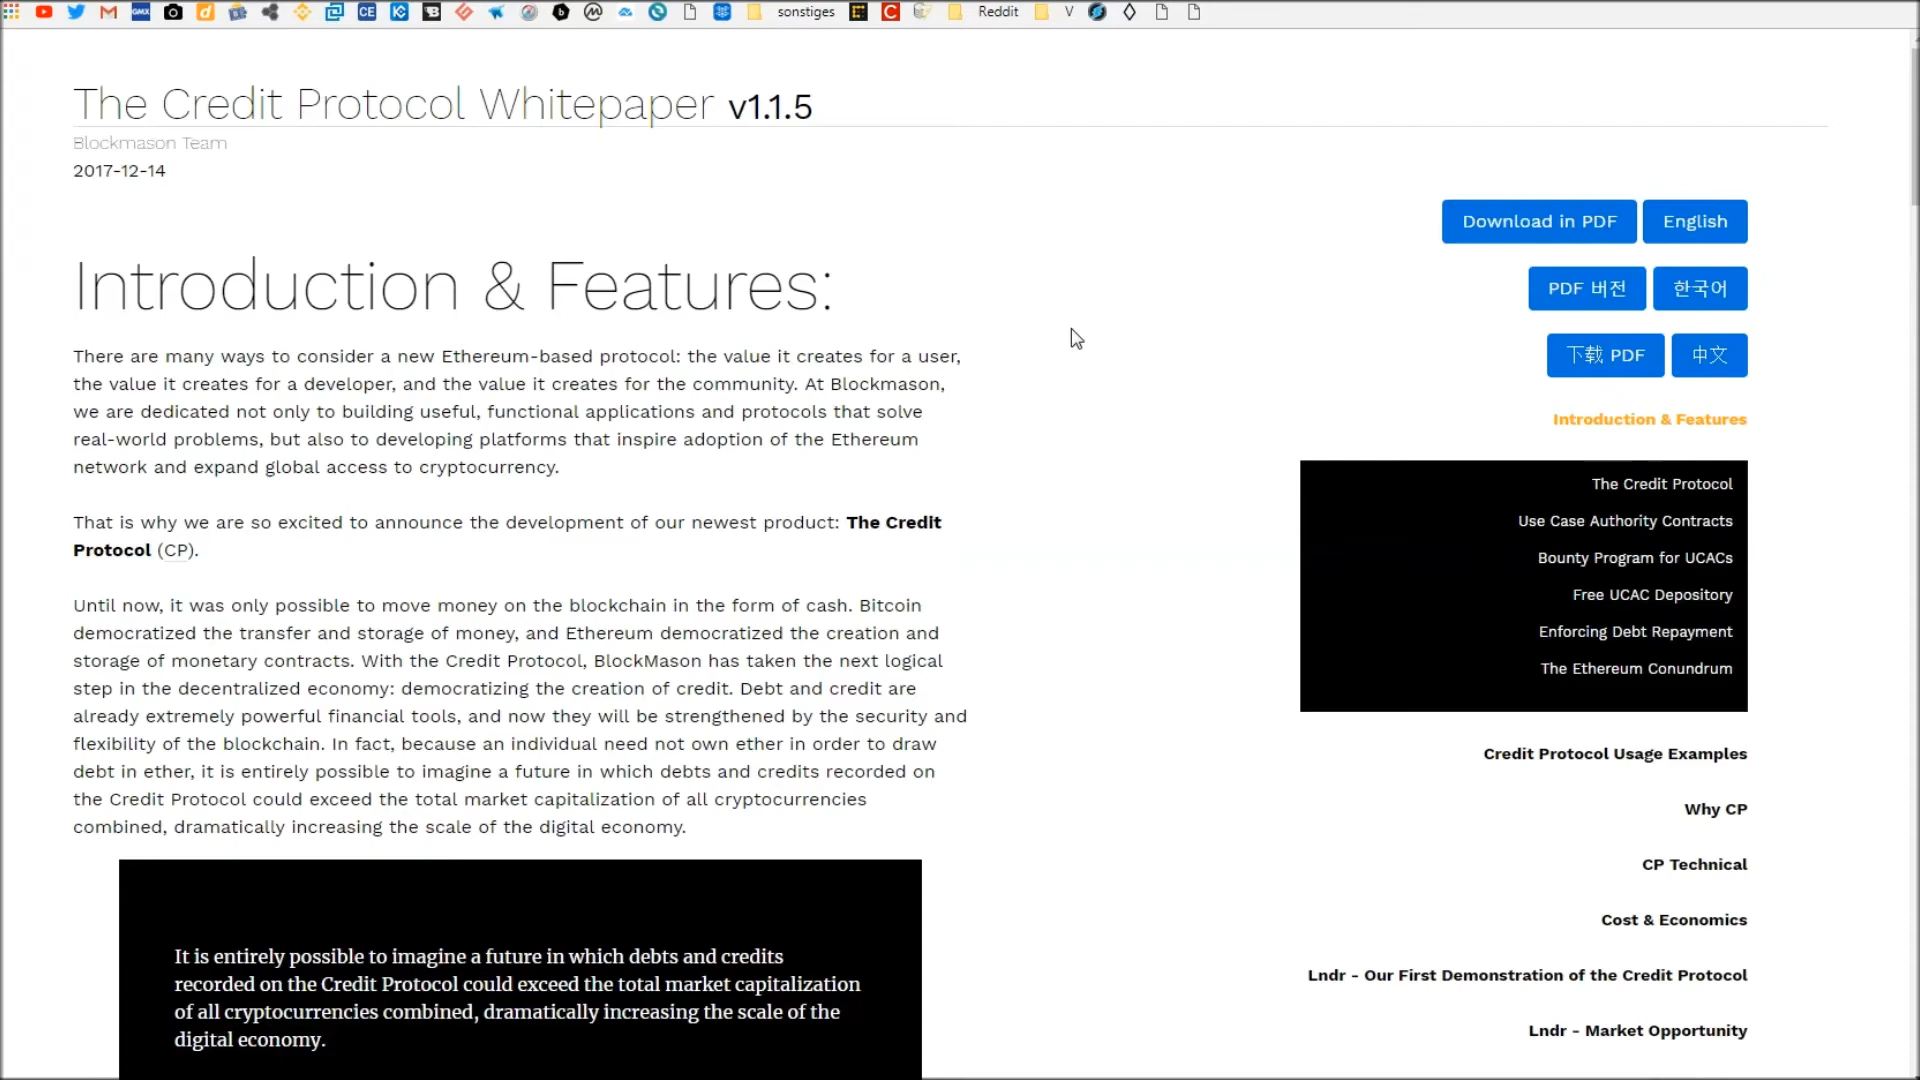 sonstiges
Reddit
V
The Credit Protocol Whitepaper v1.1.5
Blockmason Team
2017-12-14
Download in PDF
English
PDF 버전
한국어
下载 PDF
中文
Introduction & Features:
There are many ways to consider a new Ethereum-based protocol: the value it creates for a user,
the value it creates for a developer, and the value it creates for the community. At Blockmason,
we are dedicated not only to building useful, functional applications and protocols that solve
real-world problems, but also to developing platforms that inspire adoption of the Ethereum
network and expand global access to cryptocurrency.
That is why we are so excited to announce the development of our newest product: The Credit
Protocol (CP).
Until now, it was only possible to move money on the blockchain in the form of cash. Bitcoin
democratized the transfer and storage of money, and Ethereum democratized the creation and
storage of monetary contracts. With the Credit Protocol, BlockMason has taken the next logical
step in the decentralized economy: democratizing the creation of credit. Debt and credit are
already extremely powerful financial tools, and now they will be strengthened by the security and
flexibility of the blockchain. In fact, because an individual need not own ether in order to draw
debt in ether, it is entirely possible to imagine a future in which debts and credits recorded on
the Credit Protocol could exceed the total market capitalization of all cryptocurrencies
combined, dramatically increasing the scale of the digital economy.
It is entirely possible to imagine a future in which debts and credits
recorded on the Credit Protocol could exceed the total market capitalization
of all cryptocurrencies combined, dramatically increasing the scale of the
digital economy.
Introduction & Features
The Credit Protocol
Use Case Authority Contracts
Bounty Program for UCACs
Free UCAC Depository
Enforcing Debt Repayment
The Ethereum Conundrum
Credit Protocol Usage Examples
Why CP
CP Technical
Cost & Economics
Lndr - Our First Demonstration of the Credit Protocol
Lndr - Market Opportunity